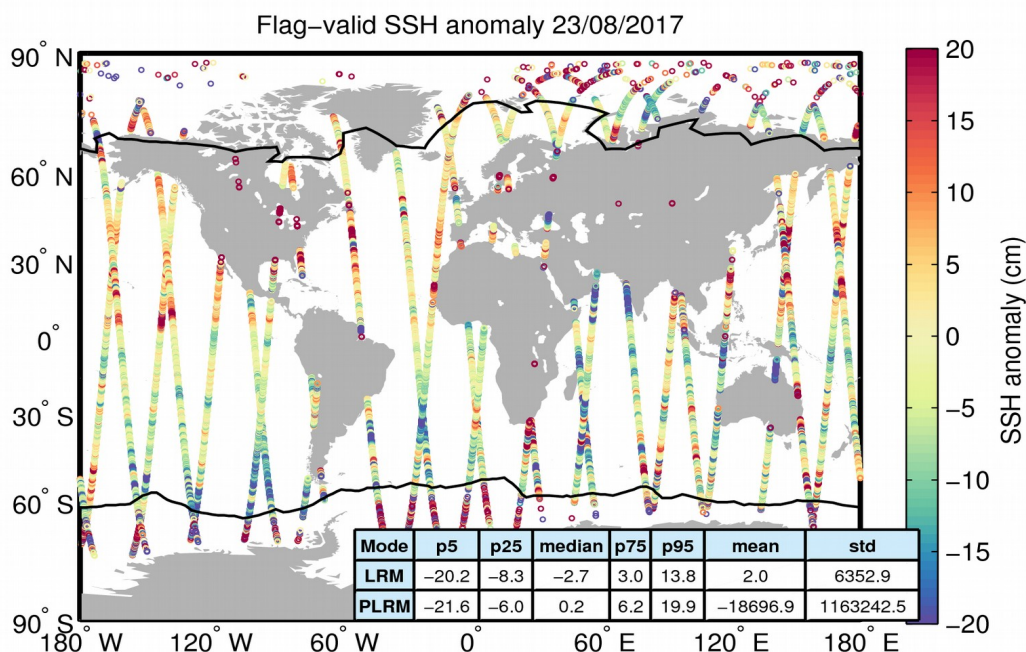 Flag−valid SSH anomaly 23/08/2017
90° N
60° N
30° N
0°
30° S
60° S
90° S
180° W 120° W 60° W 0° 60° E 120° E 180° E
20
15
10
5
0
−5
−10
−15
−20
SSH anomaly (cm)
Mode p5 p25 median p75 p95 mean std
LRM −20.2 −8.3 −2.7 3.0 13.8 2.0 6352.9
PLRM −21.6 −6.0 0.2 6.2 19.9 −18696.9 1163242.5